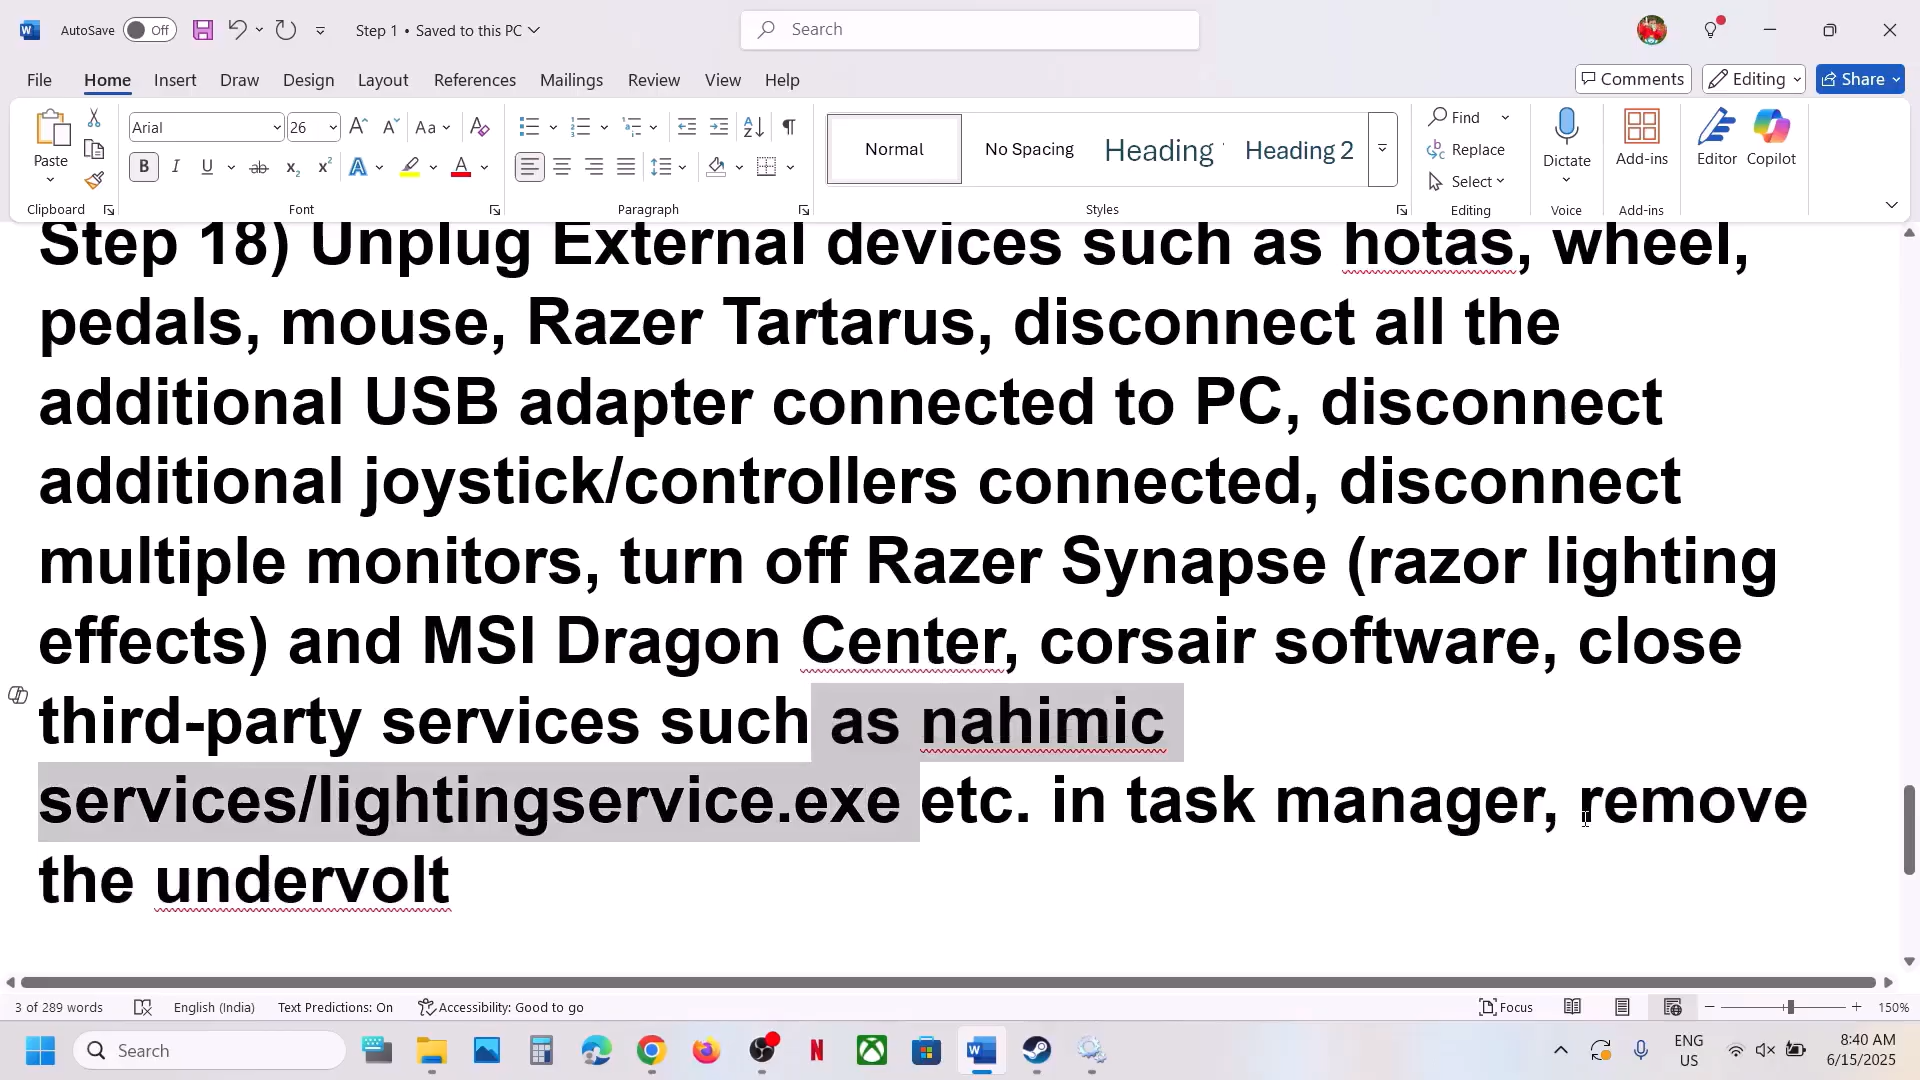 AutoSave Off Step 1 • Saved to this PC Search
File Home Insert Draw Design Layout References Mailings Review View Help Comments Editing Share
Paste Arial 26 Aa Normal No Spacing Heading Heading 2 Find Replace Select Dictate Add-ins Editor Copilot
Clipboard Font Paragraph Styles Editing Voice Add-ins
Step 18) Unplug External devices such as hotas, wheel,
pedals, mouse, Razer Tartarus, disconnect all the
additional USB adapter connected to PC, disconnect
additional joystick/controllers connected, disconnect
multiple monitors, turn off Razer Synapse (razor lighting
effects) and MSI Dragon Center, corsair software, close
third-party services such as nahimic
services/lightingservice.exe etc. in task manager, remove
the undervolt
3 of 289 words English (India) Text Predictions: On Accessibility: Good to go Focus 150%
Search ENG US 8:40 AM 6/15/2025